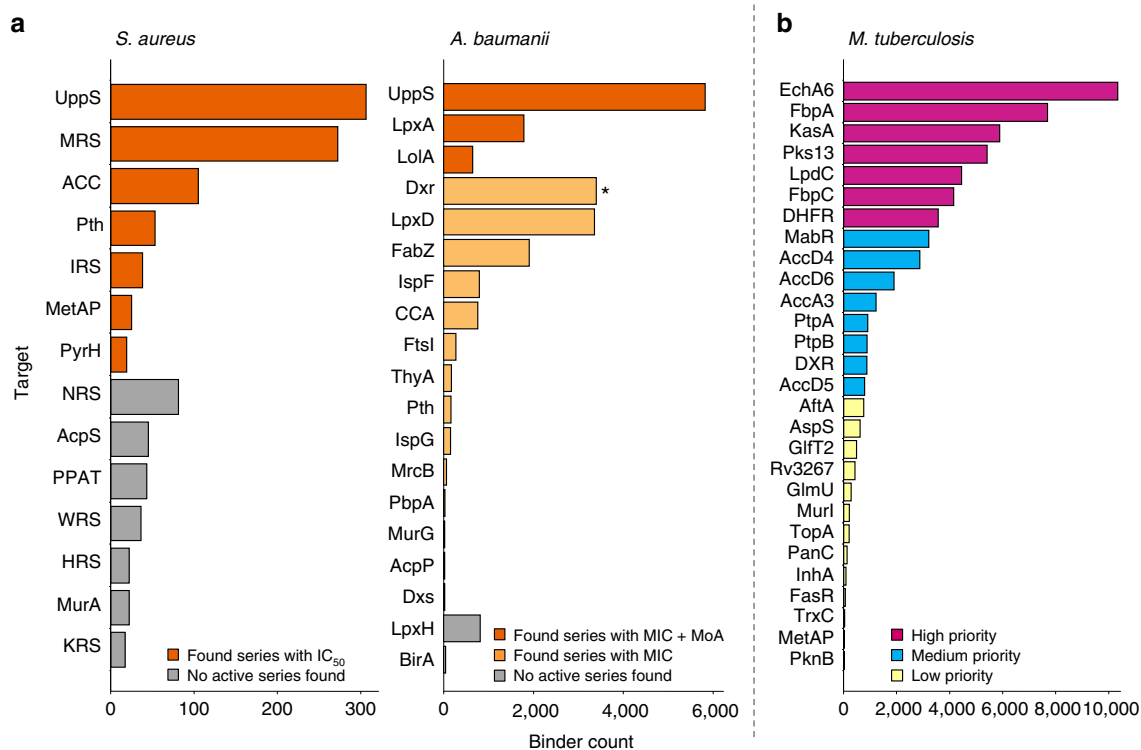 a
S. aureus
Target
UppS
MRS
ACC
Pth
IRS
MetAP
PyrH
NRS
AcpS
PPAT
WRS
HRS
MurA
KRS
Found series with IC50
No active series found
0
100
200
300
A. baumanii
UppS
LpxA
LolA
Dxr
*
LpxD
FabZ
IspF
CCA
FtsI
ThyA
Pth
IspG
MrcB
PbpA
MurG
AcpP
Dxs
LpxH
BirA
Found series with MIC + MoA
Found series with MIC
No active series found
0
2,000
4,000
6,000
Binder count
b
M. tuberculosis
EchA6
FbpA
KasA
Pks13
LpdC
FbpC
DHFR
MabR
AccD4
AccD6
AccA3
PtpA
PtpB
DXR
AccD5
AftA
AspS
GlfT2
Rv3267
GlmU
MurI
TopA
PanC
InhA
FasR
TrxC
MetAP
PknB
High priority
Medium priority
Low priority
0
2,000
4,000
6,000
8,000
10,000